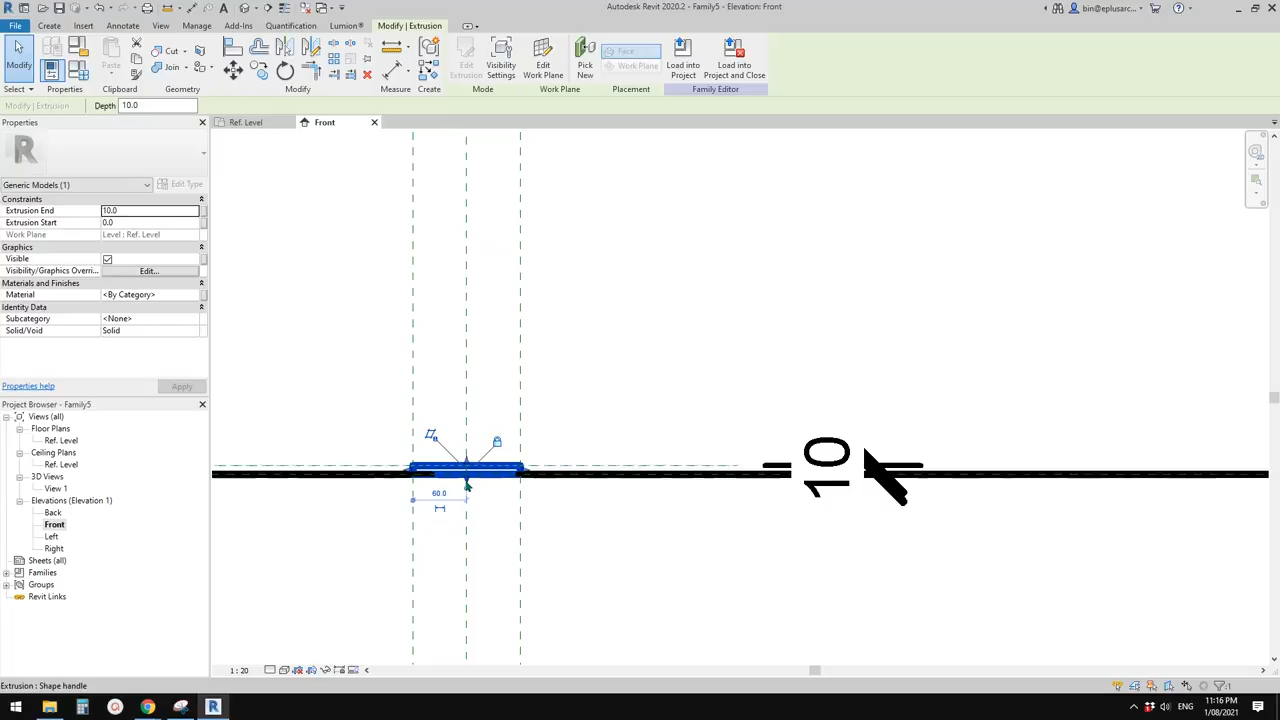 Autodesk Revit 2020.2 - Family5 - Elevation: Front
bin@eplusarc...
File Create Insert Annotate View Manage Add-Ins Quantification Lumion® Modify | Extrusion
Modify
Paste
Cut
Join
Edit Extrusion
Visibility Settings
Edit Work Plane
Pick New
Face
Work Plane
Load into Project
Load into Project and Close
Select Properties Clipboard Geometry Modify Measure Create Mode Work Plane Placement Family Editor
Modify | Extrusion Depth 10.0
Properties
Ref. Level
Front
Generic Models (1) Edit Type
Constraints
Extrusion End 10.0
Extrusion Start 0.0
Work Plane Level : Ref. Level
Graphics
Visible
Visibility/Graphics Overri... Edit...
Materials and Finishes
Material <By Category>
Identity Data
Subcategory <None>
Solid/Void Solid
Properties help Apply
Project Browser - Family5
Views (all)
Floor Plans
Ref. Level
Ceiling Plans
Ref. Level
3D Views
View 1
Elevations (Elevation 1)
Back
Front
Left
Right
Sheets (all)
Families
Groups
Revit Links
60.0
10
1 : 20
Extrusion : Shape handle
:1
ENG
11:16 PM
1/08/2021